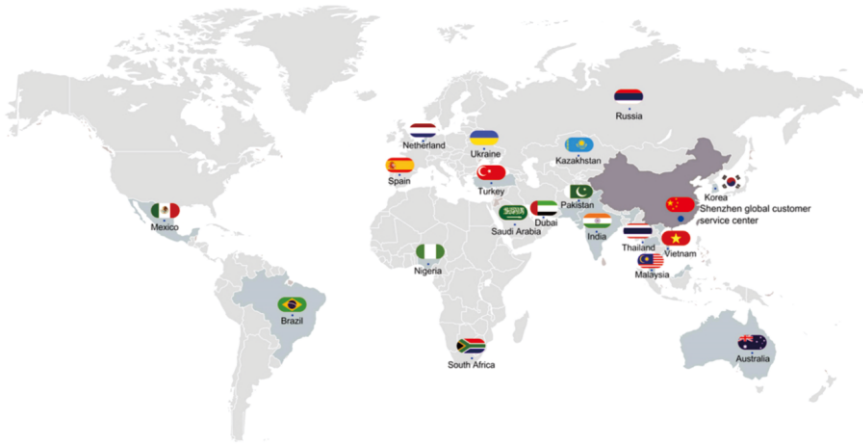 Russia
Netherland
Ukraine
Kazakhstan
Spain
Turkey
Pakistan
Korea
Shenzhen global customer
service center
Dubai
Mexico
Saudi Arabia
India
Thailand
Vietnam
Nigeria
Malaysia
Brazil
Australia
South Africa